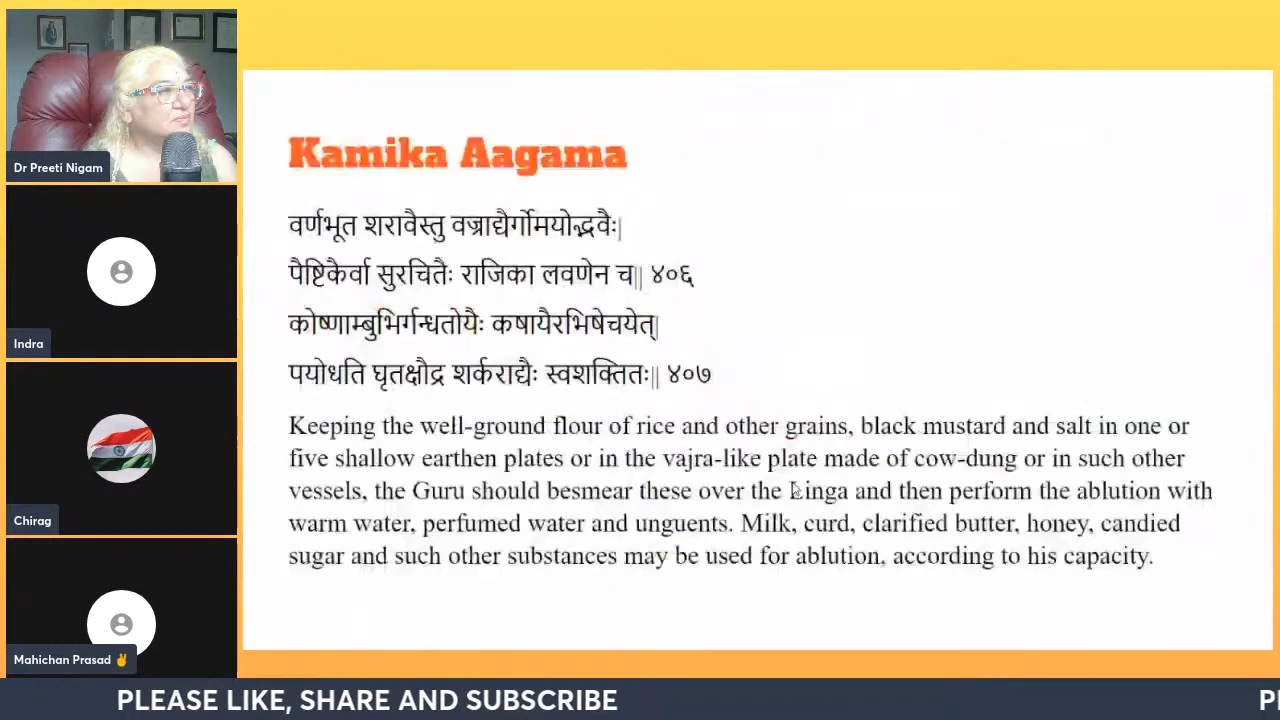 Dr Preeti Nigam
Indra
Chirag
Mahichan Prasad ✌
Kamika Aagama
वर्णभूत शरावैस्तु वज्राद्यैर्गोमयोद्भवैः|
पैष्टिकैर्वा सुरचितैः राजिका लवणेन च|| ४०६
कोष्णाम्बुभिर्गन्धतोयैः कषायैरभिषेचयेत्|
पयोधति घृतक्षौद्र शर्कराद्यैः स्वशक्तितः|| ४०७
Keeping the well-ground flour of rice and other grains, black mustard and salt in one or
five shallow earthen plates or in the vajra-like plate made of cow-dung or in such other
vessels, the Guru should besmear these over the Linga and then perform the ablution with
warm water, perfumed water and unguents. Milk, curd, clarified butter, honey, candied
sugar and such other substances may be used for ablution, according to his capacity.
PLEASE LIKE, SHARE AND SUBSCRIBE